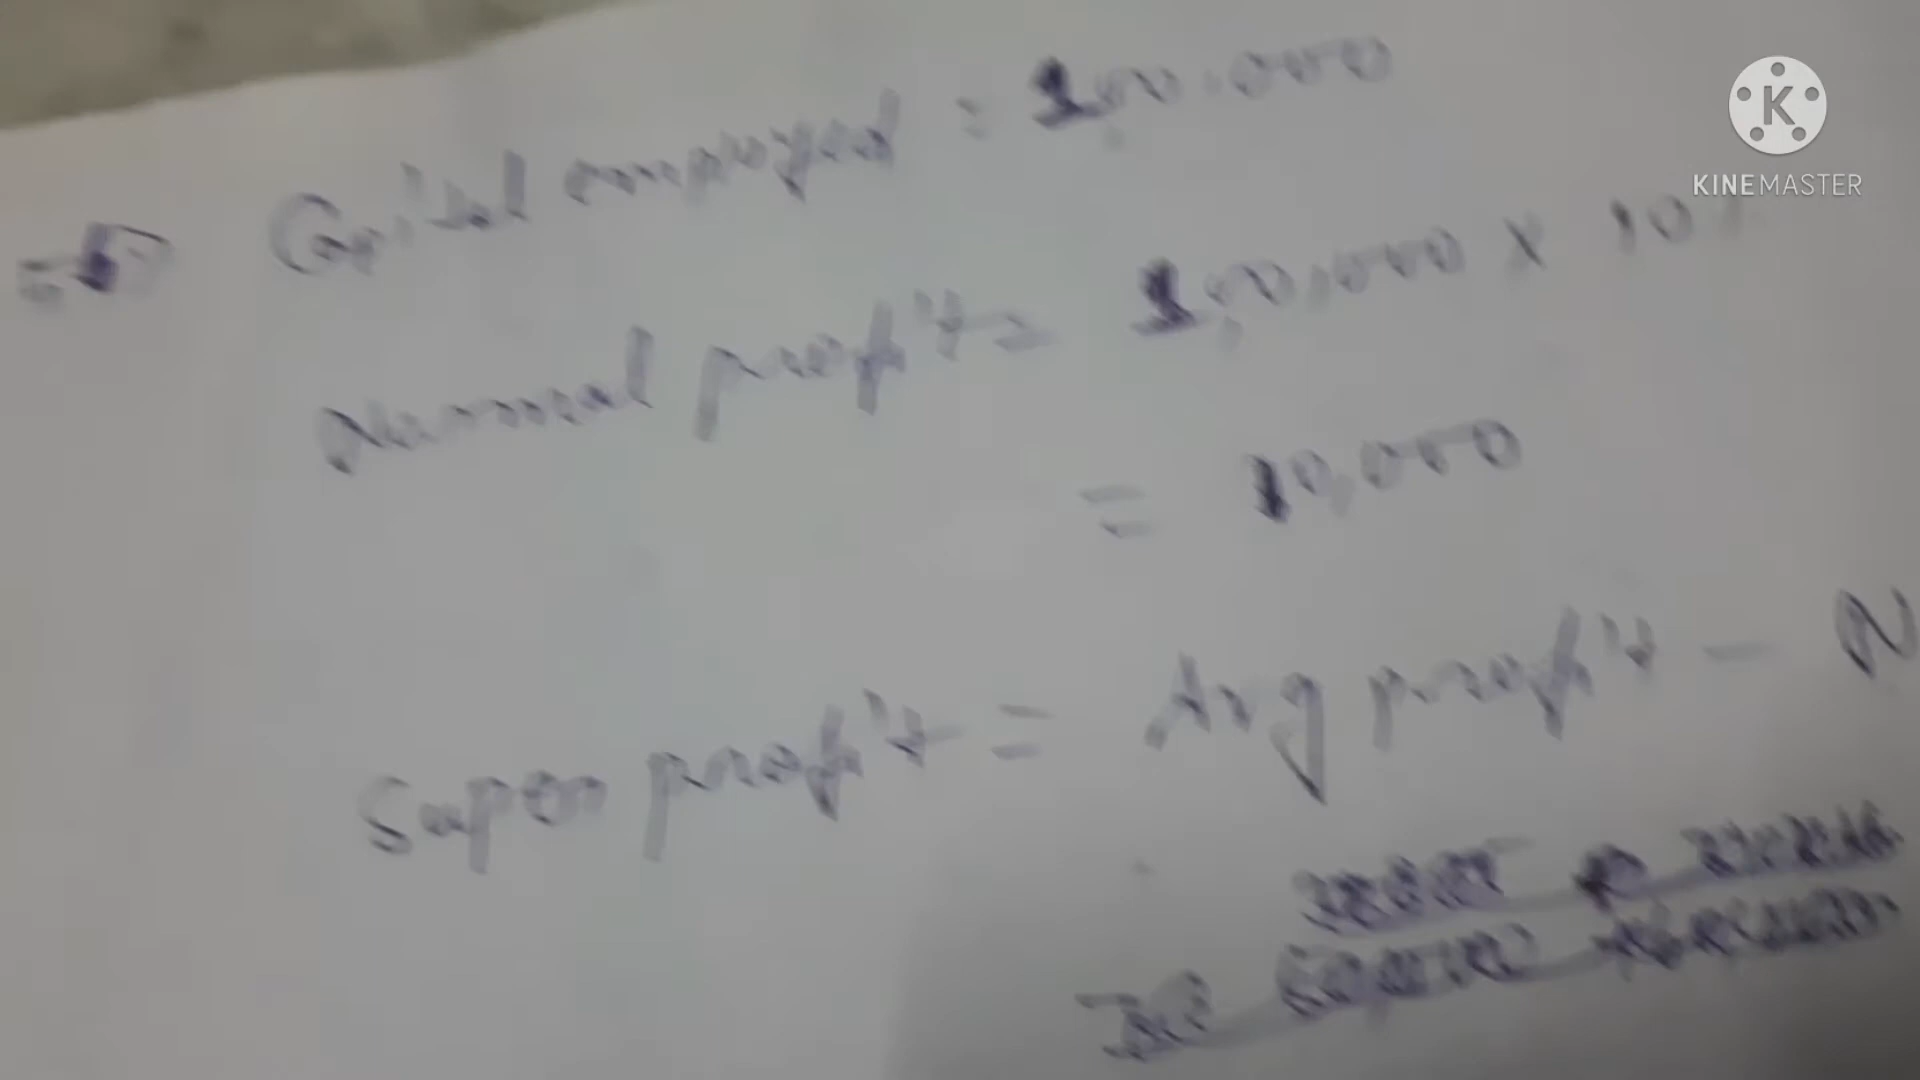 Capital employed = 1,00,000
Normal profit = 1,00,000 x 10%
= 10,000
Super profit = Avg profit - N
K
KINEMASTER